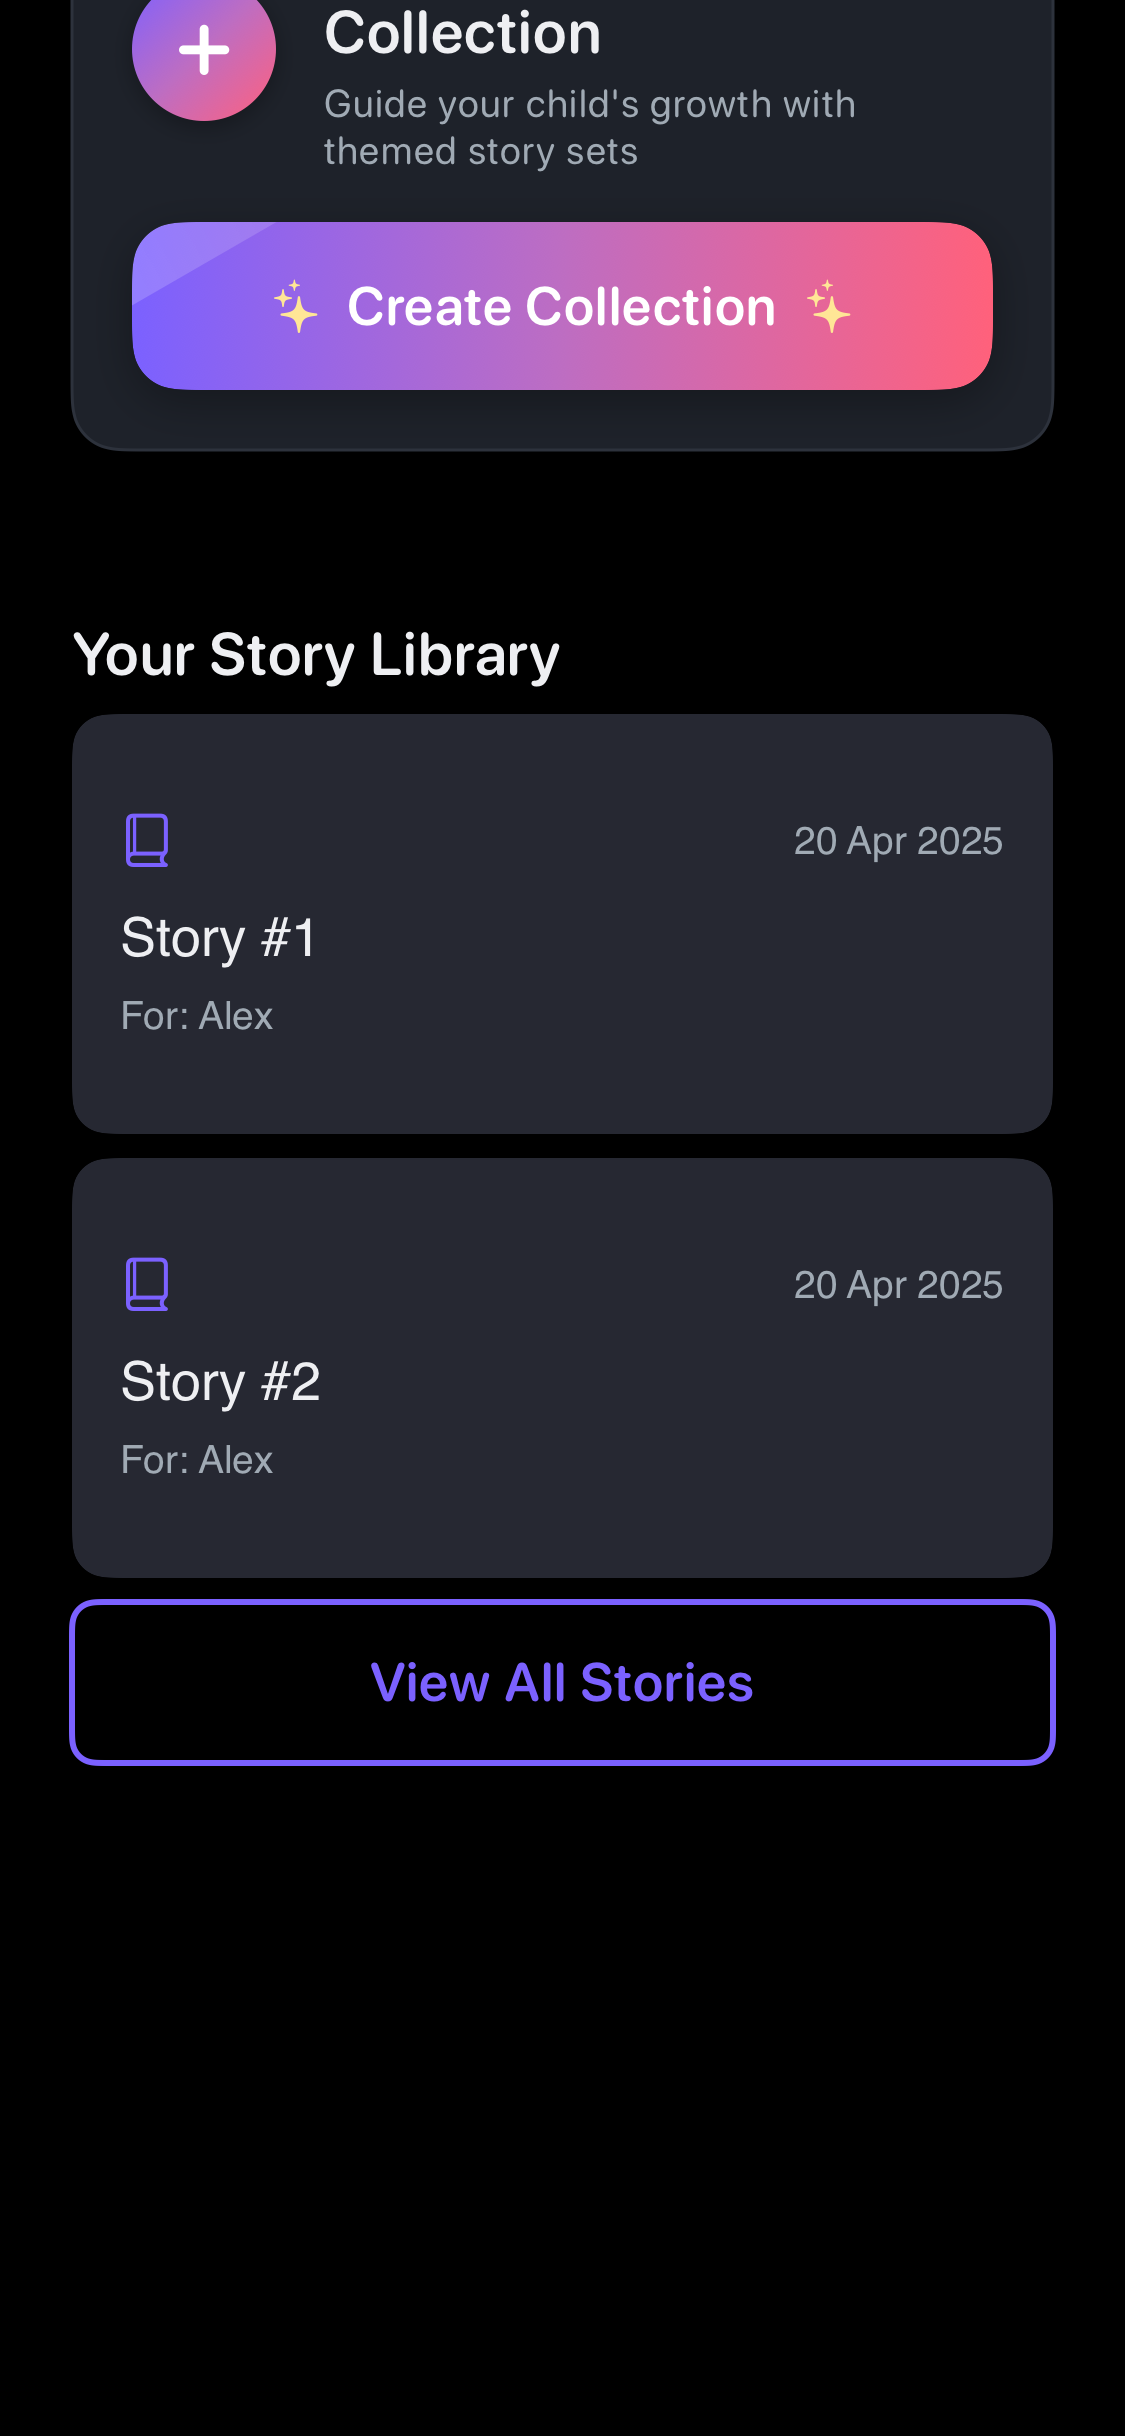 Collection
Guide your child's growth with
themed story sets
✨ Create Collection ✨
Your Story Library
20 Apr 2025
Story #1
For: Alex
20 Apr 2025
Story #2
For: Alex
View All Stories